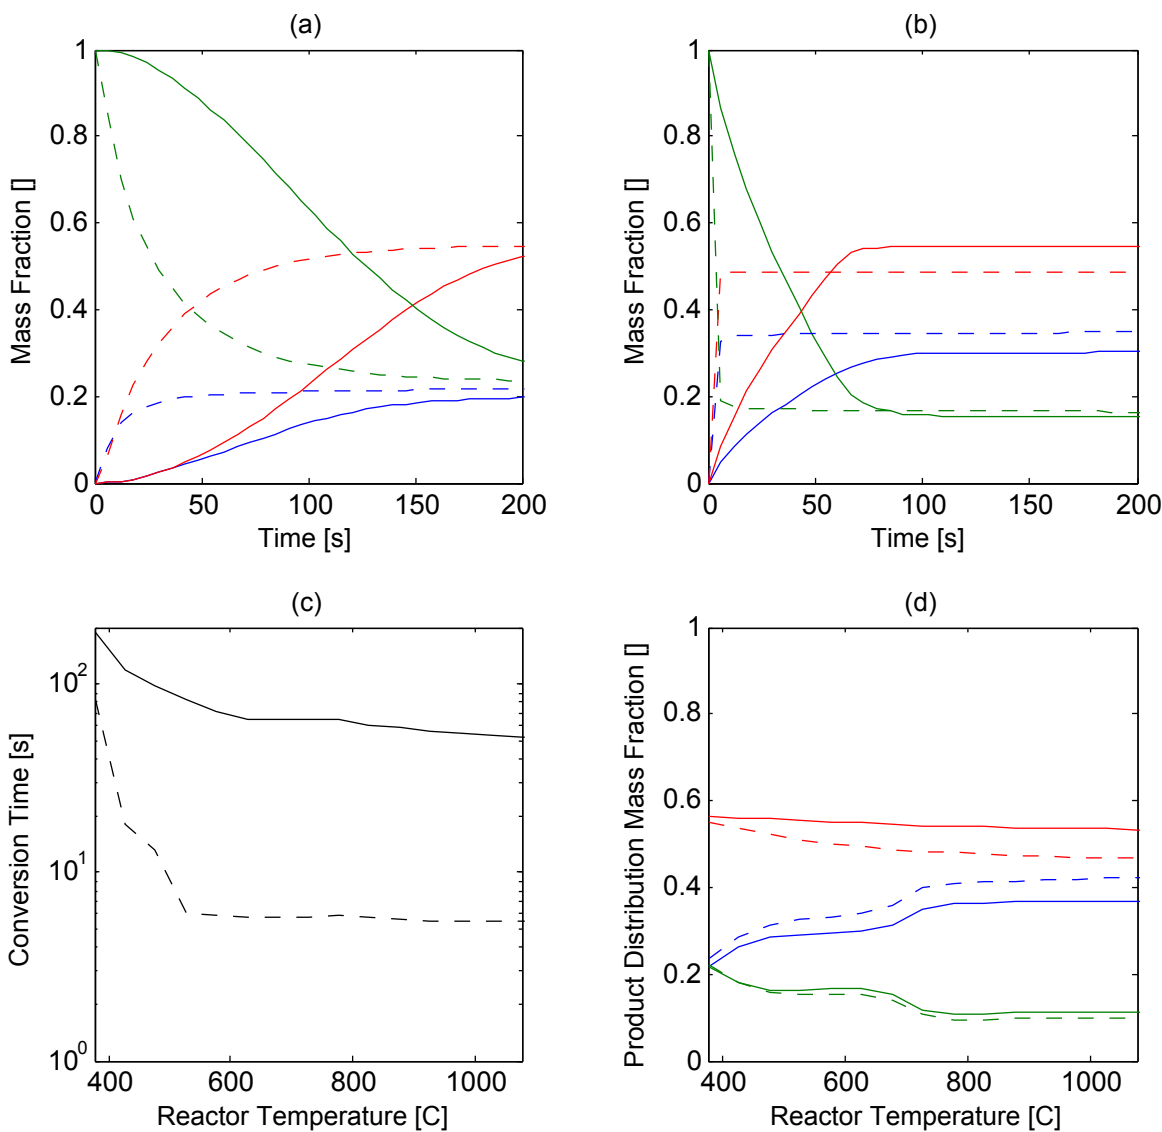 (a)
1
0.8
0.6
0.4
0.2
0
Mass Fraction []
0 50 100 150 200
Time [s]
(b)
1
0.8
0.6
0.4
0.2
0
Mass Fraction []
0 50 100 150 200
Time [s]
(c)
10^2
10^1
10^0
Conversion Time [s]
400 600 800 1000
Reactor Temperature [C]
(d)
1
0.8
0.6
0.4
0.2
0
Product Distribution Mass Fraction []
400 600 800 1000
Reactor Temperature [C]